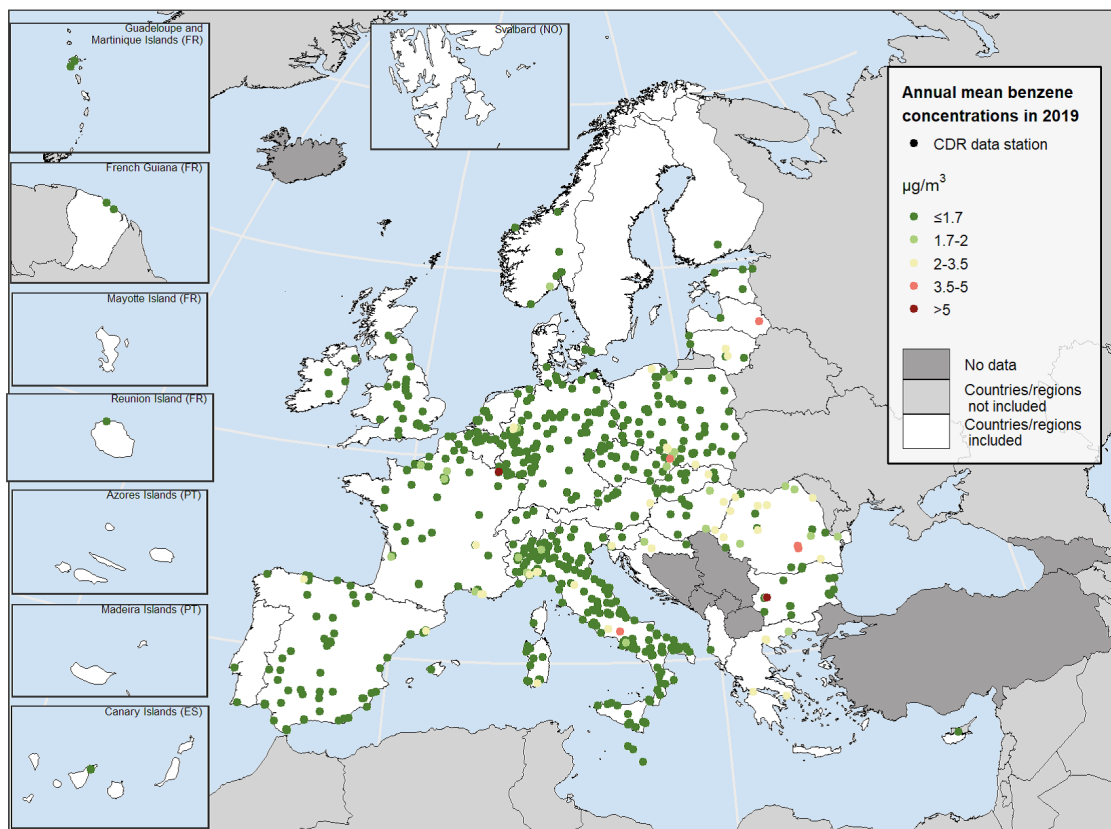 Guadeloupe and
Martinique Islands (FR)
Svalbard (NO)
French Guiana (FR)
Mayotte Island (FR)
Reunion Island (FR)
Azores Islands (PT)
Madeira Islands (PT)
Canary Islands (ES)
Annual mean benzene
concentrations in 2019
CDR data station
µg/m³
≤1.7
1.7-2
2-3.5
3.5-5
>5
No data
Countries/regions
not included
Countries/regions
included